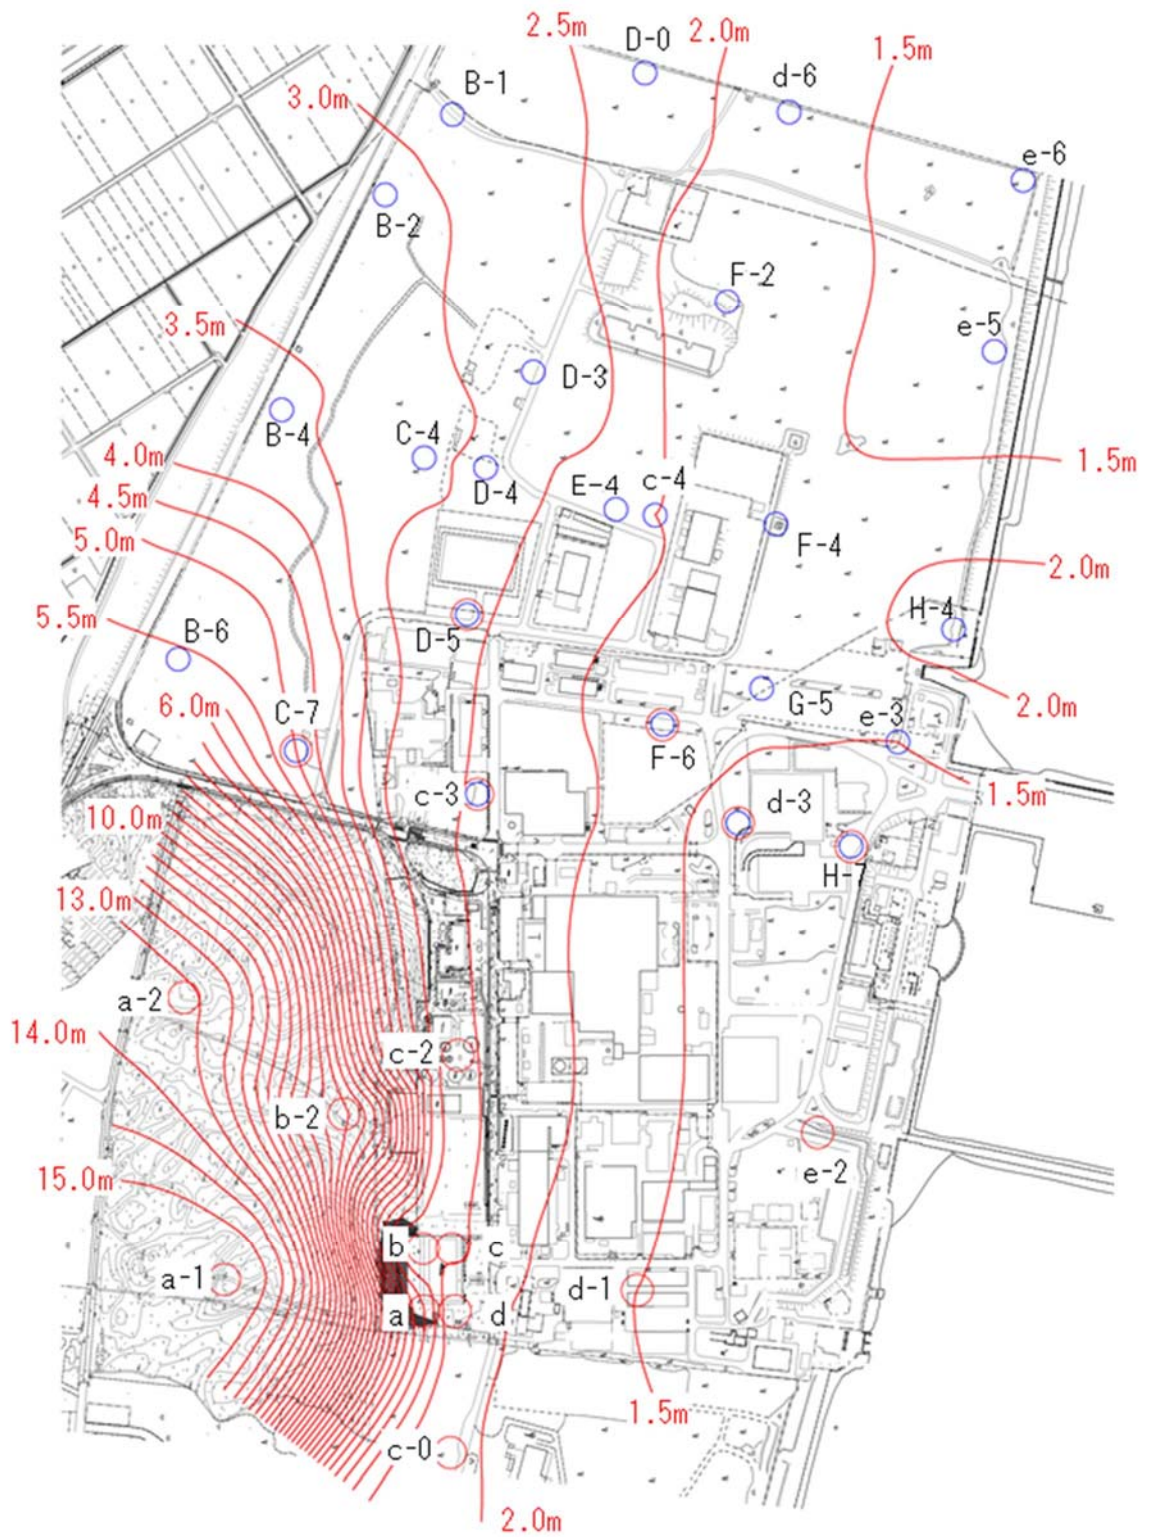 2.5m
D-0
2.0m
1.5m
B-1
d-6
3.0m
e-6
B-2
F-2
3.5m
e-5
D-3
B-4
C-4
4.0m
1.5m
D-4
E-4
c-4
4.5m
5.0m
F-4
2.0m
5.5m
B-6
D-5
H-4
6.0m
C-7
G-5
e-3
2.0m
F-6
c-3
d-3
1.5m
10.0m
H-7
13.0m
a-2
14.0m
c-2
b-2
15.0m
e-2
b
c
a-1
d-1
a
d
1.5m
c-0
2.0m